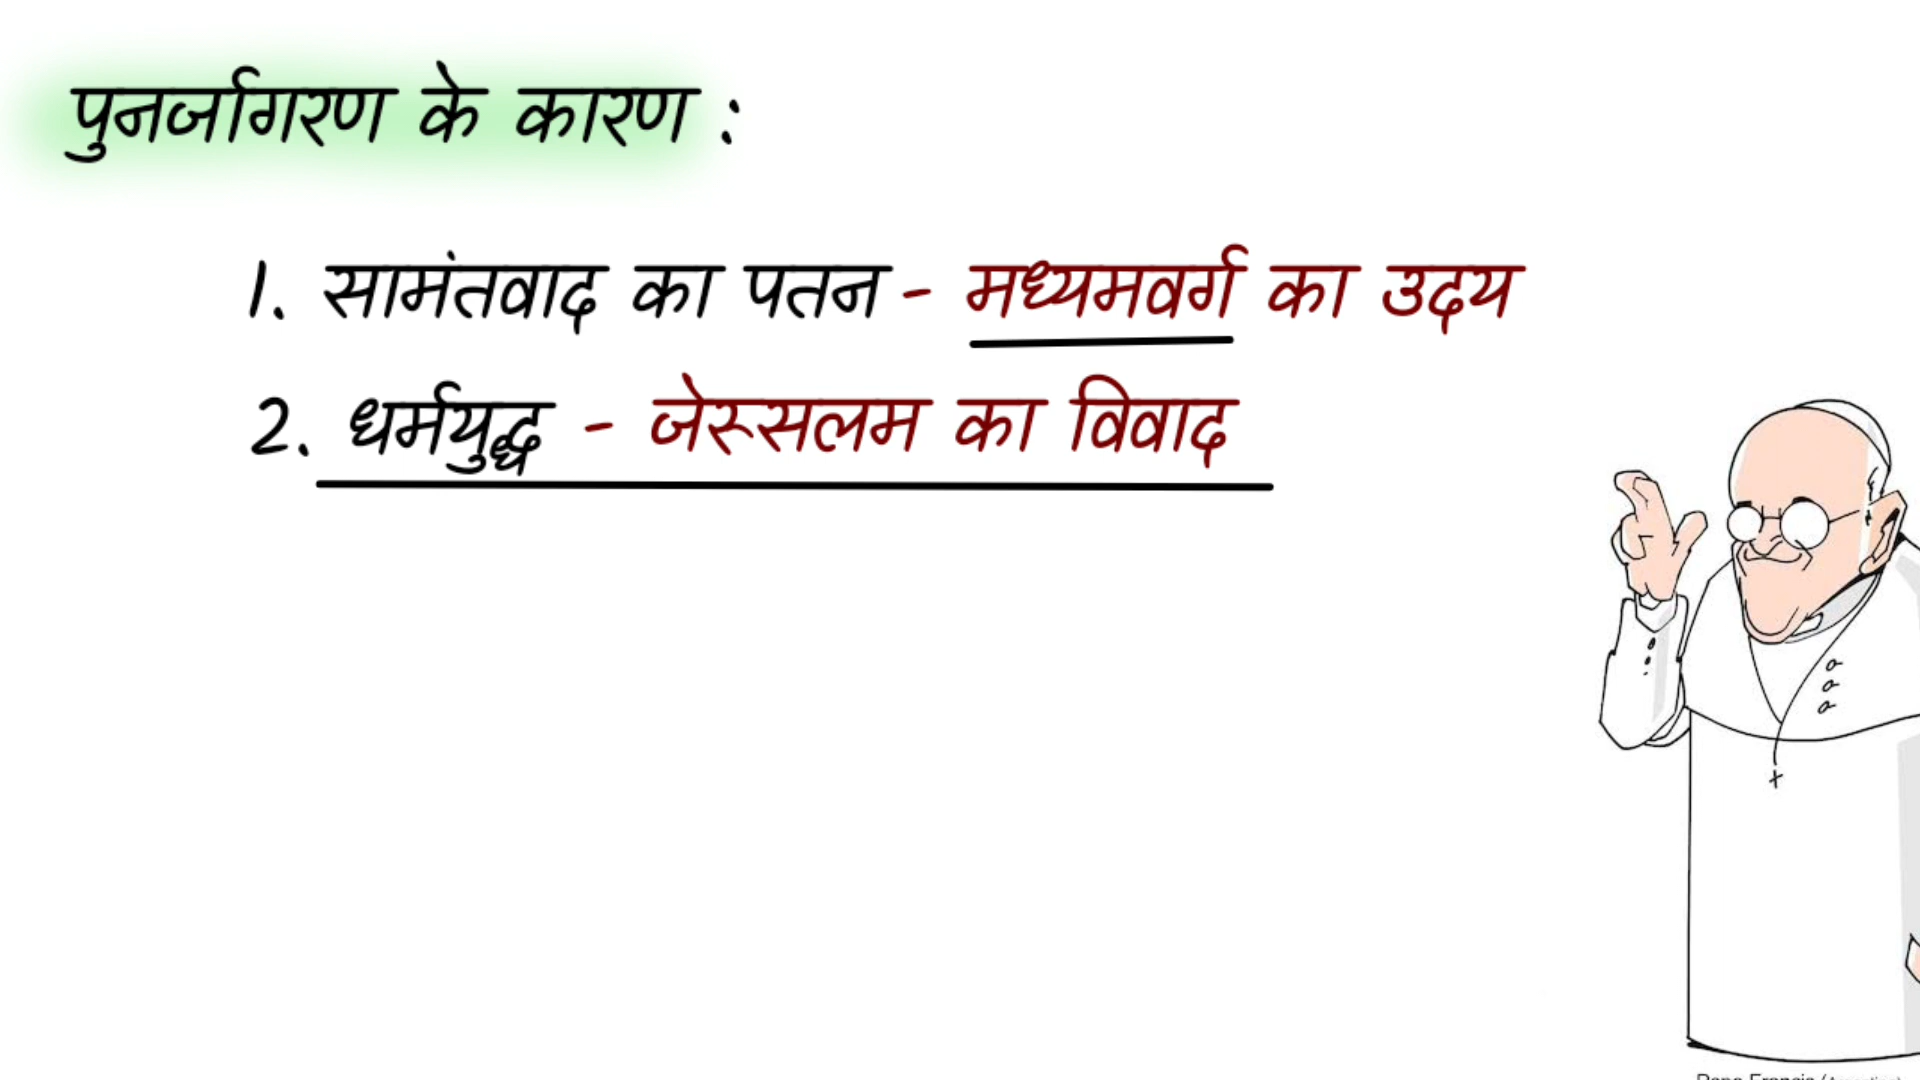 पुनर्जागरण के कारण :
1. सामंतवाद का पतन - मध्यमवर्ग का उदय
2. धर्मयुद्ध - जेरूसलम का विवाद